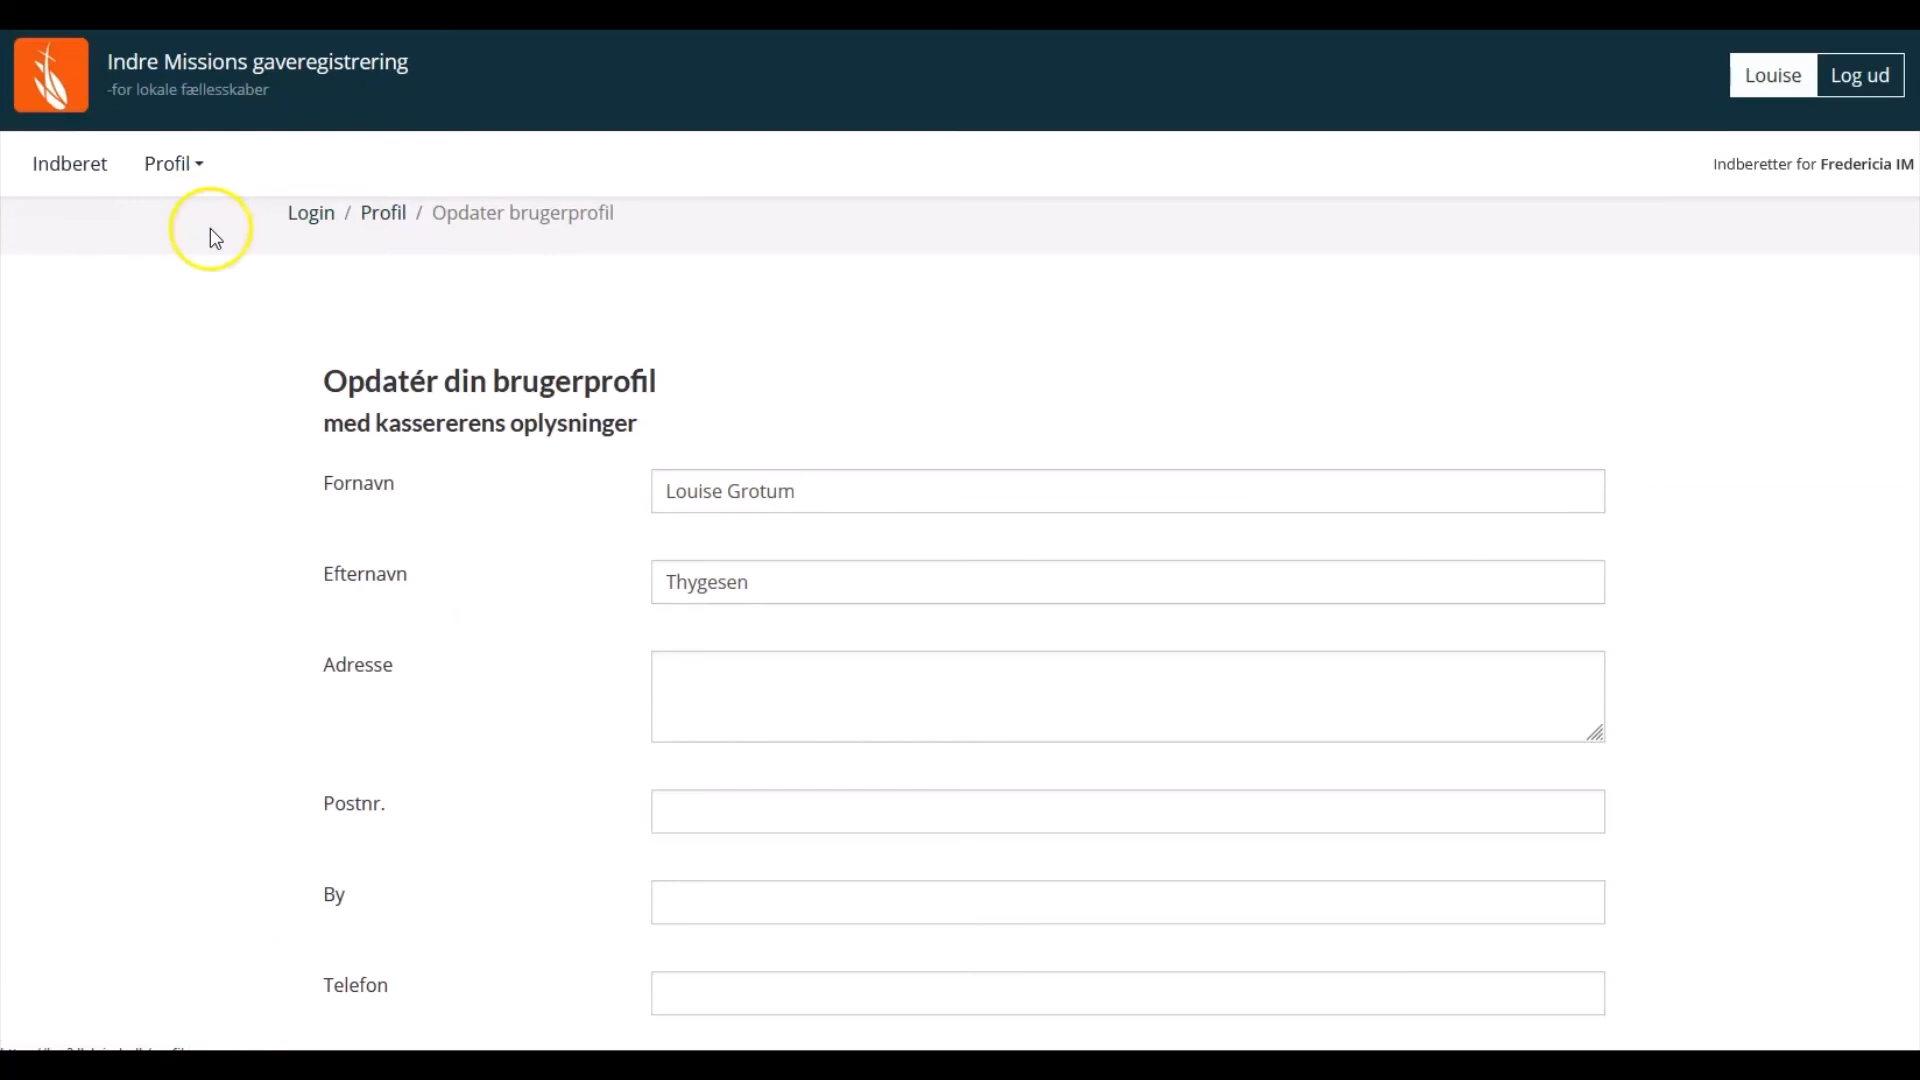 Indre Missions gaveregistrering
-for lokale fællesskaber
Louise
Log ud
Indberet
Profil
Indberetter for Fredericia IM
Login / Profil / Opdater brugerprofil
Opdatér din brugerprofil
med kassererens oplysninger
Fornavn
Louise Grotum
Efternavn
Thygesen
Adresse
Postnr.
By
Telefon